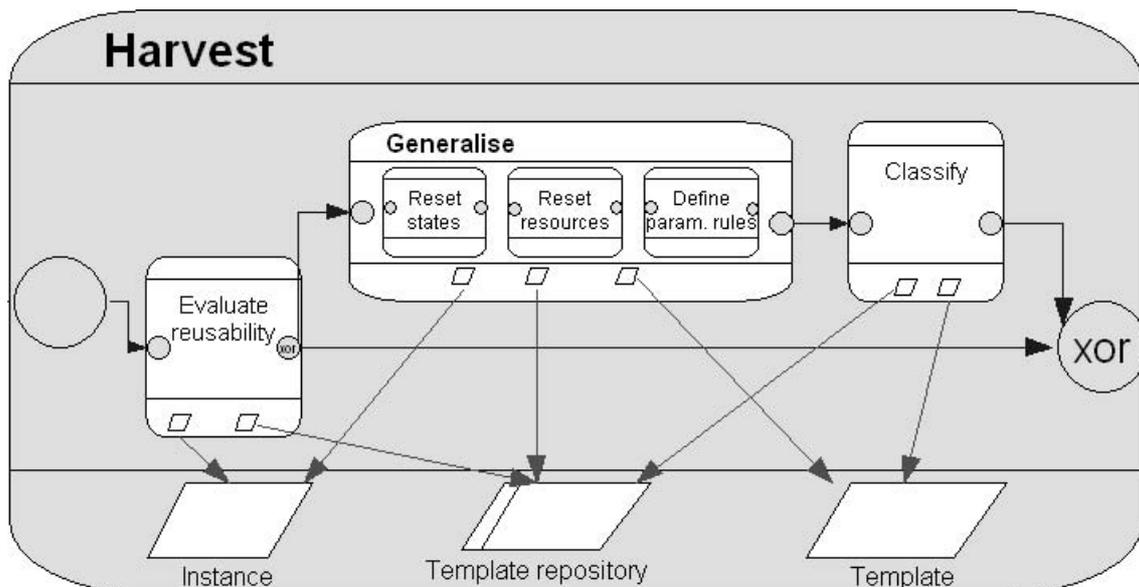 Harvest
Generalise
Reset
states
Reset
resources
Define
param. rules
Classify
Evaluate
reusability
xor
xor
Instance
Template repository
Template